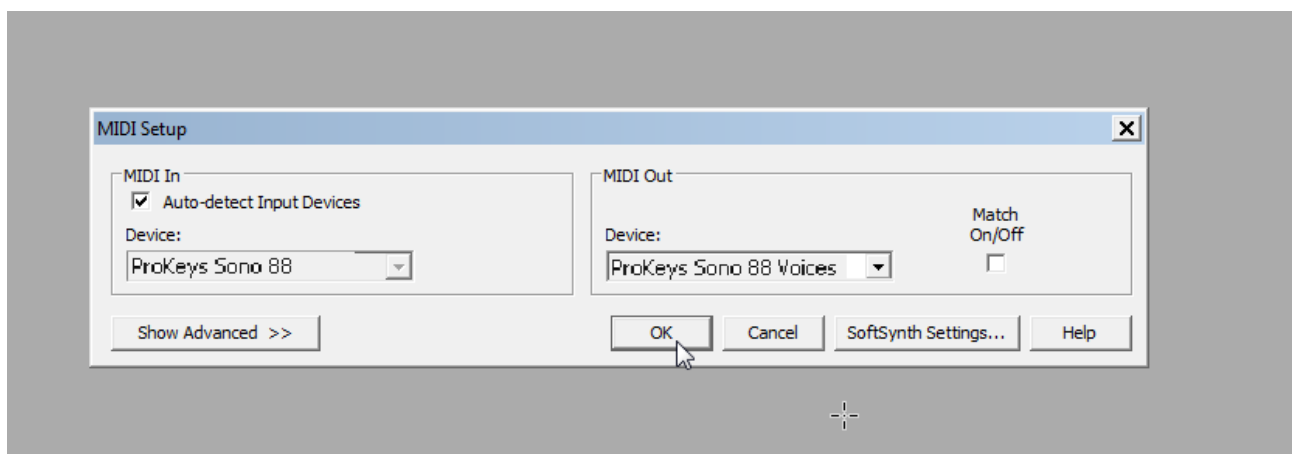 MIDI Setup
MIDI In
Auto-detect Input Devices
Device:
ProKeys Sono 88
MIDI Out
Match
On/Off
Device:
ProKeys Sono 88 Voices
Show Advanced >>
OK
Cancel
SoftSynth Settings...
Help